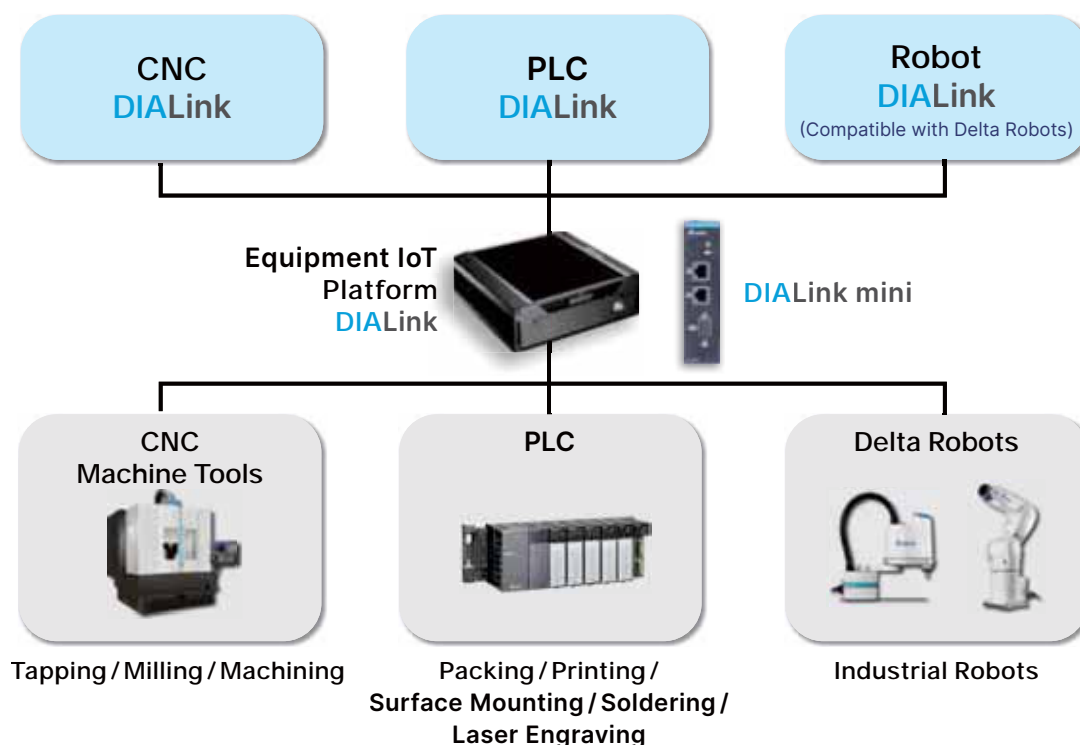 CNC
DIALink
PLC
DIALink
Robot
DIALink
(Compatible with Delta Robots)
Equipment IoT
Platform
DIALink
DIALink mini
CNC
Machine Tools
PLC
Delta Robots
Tapping / Milling / Machining
Packing / Printing /
Surface Mounting / Soldering /
Laser Engraving
Industrial Robots